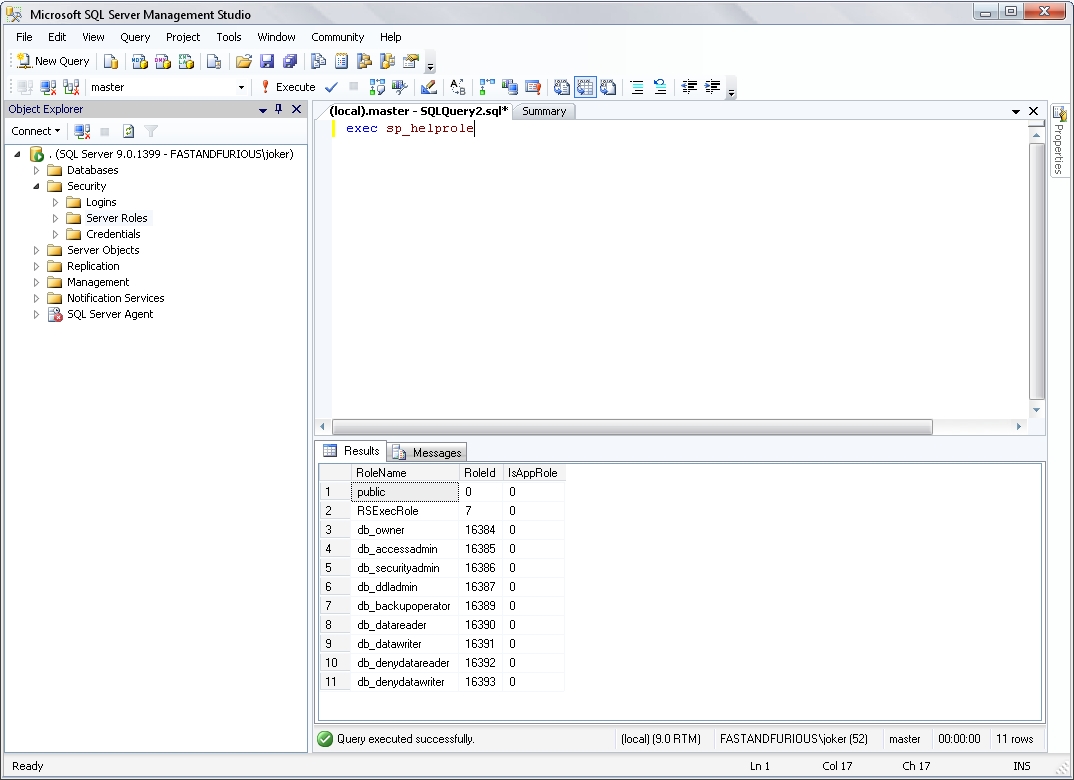 Microsoft SQL Server Management Studio
File Edit View Query Project Tools Window Community Help
New Query
master Execute
Object Explorer
Connect
. (SQL Server 9.0.1399 - FASTANDFURIOUS\joker)
Databases
Security
Logins
Server Roles
Credentials
Server Objects
Replication
Management
Notification Services
SQL Server Agent
(local).master - SQLQuery2.sql* Summary
exec sp_helprole
Properties
Results Messages
RoleName RoleId IsAppRole
1 public 0 0
2 RSExecRole 7 0
3 db_owner 16384 0
4 db_accessadmin 16385 0
5 db_securityadmin 16386 0
6 db_ddladmin 16387 0
7 db_backupoperator 16389 0
8 db_datareader 16390 0
9 db_datawriter 16391 0
10 db_denydatareader 16392 0
11 db_denydatawriter 16393 0
Query executed successfully. (local) (9.0 RTM) FASTANDFURIOUS\joker (52) master 00:00:00 11 rows
Ready Ln 1 Col 17 Ch 17 INS